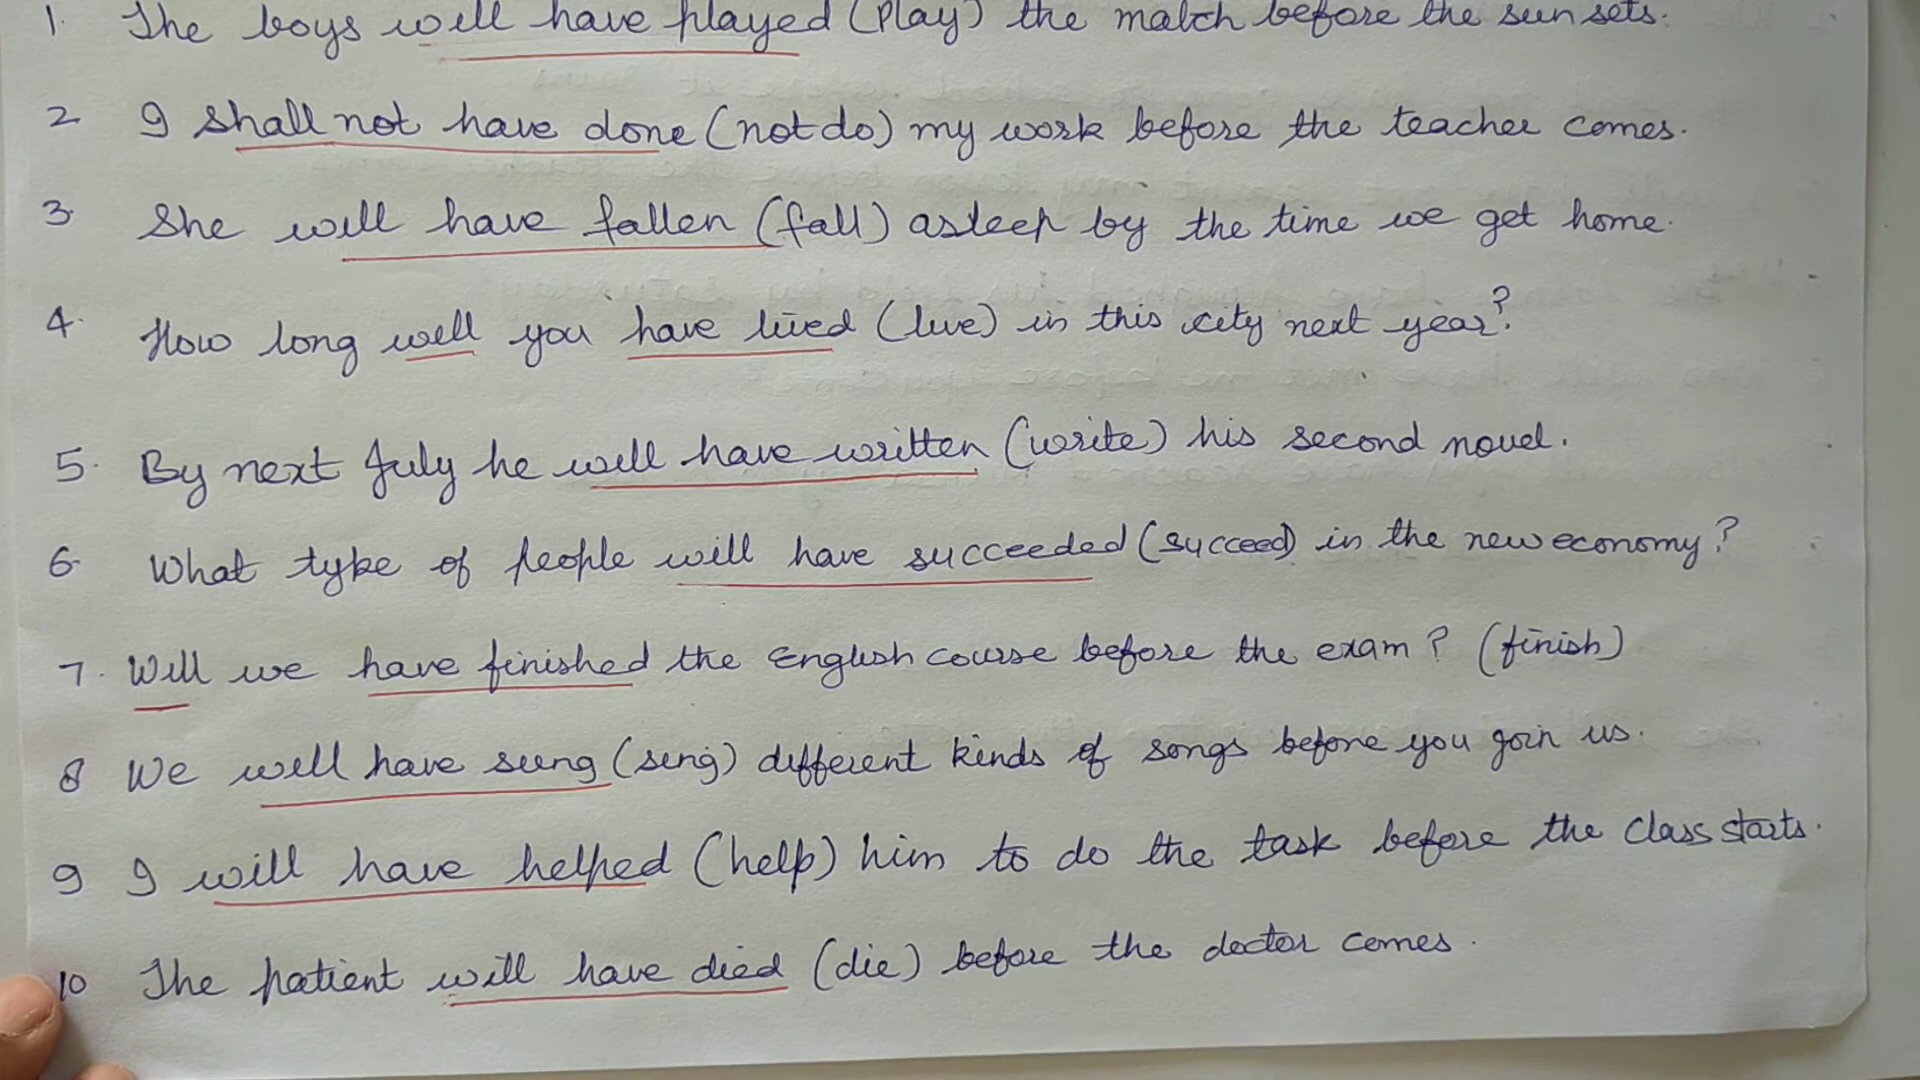 1 The boys will have played (Play) the match before the sun sets.
2 I shall not have done (not do) my work before the teacher comes.
3. She will have fallen (fall) asleep by the time we get home.
4. How long will you have lived (live) in this city next year?
5. By next July he will have written (write) his second novel.
6. What type of people will have succeeded (succeed) in the new economy?
7. Will we have finished the English course before the exam? (finish)
8 We will have sung (sing) different kinds of songs before you join us.
9 I will have helped (help) him to do the task before the class starts.
10 The patient will have died (die) before the doctor comes.